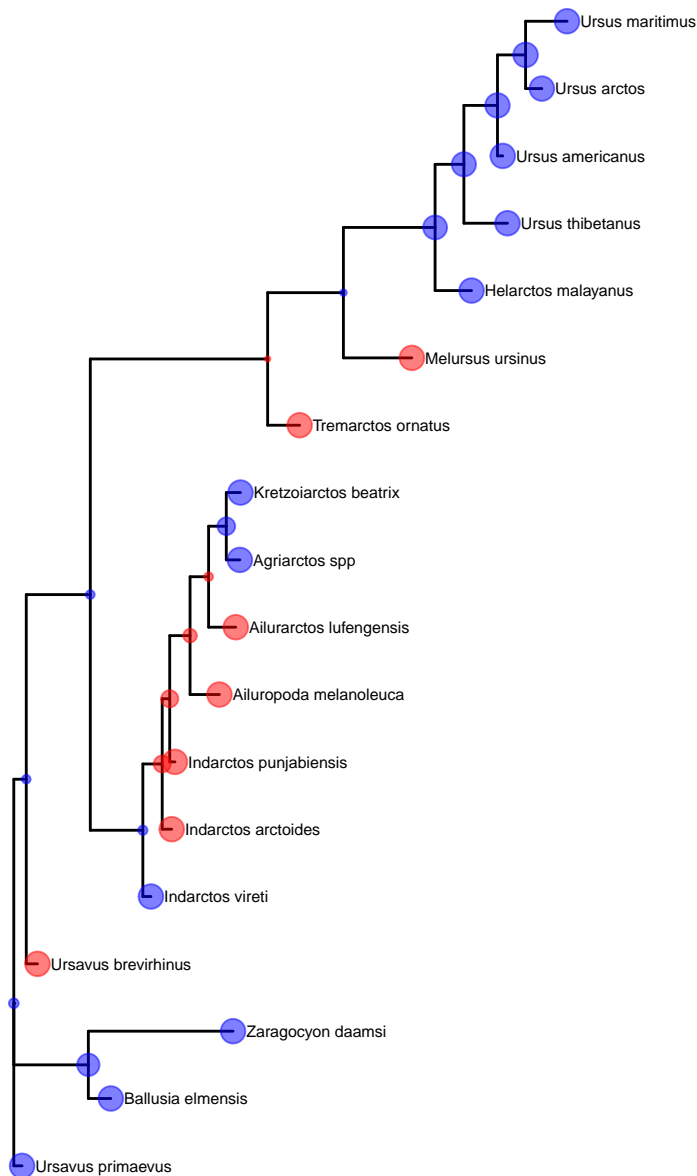 Ursus maritimus
Ursus arctos
Ursus americanus
Ursus thibetanus
Helarctos malayanus
Melursus ursinus
Tremarctos ornatus
Kretzoiarctos beatrix
Agriarctos spp
Ailurarctos lufengensis
Ailuropoda melanoleuca
Indarctos punjabiensis
Indarctos arctoides
Indarctos vireti
Ursavus brevirhinus
Zaragocyon daamsi
Ballusia elmensis
Ursavus primaevus